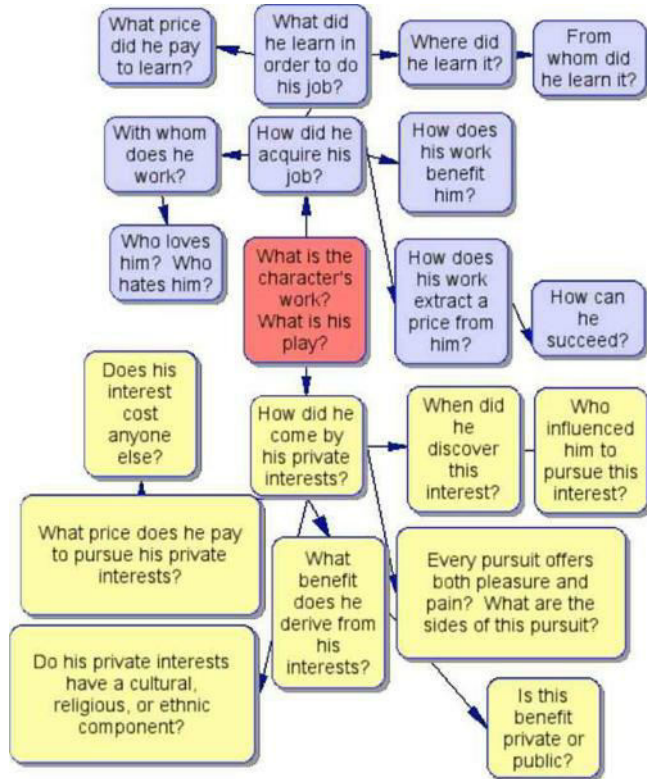 What price
did he pay
to learn?
What did
he learn in
order to do
his job?
Where did
he learn it?
From
whom did
he learn it?
With whom
does he
work?
How did he
acquire his
job?
How does
his work
benefit
him?
Who loves
him? Who
hates him?
What is the
character's
work?
What is his
play?
How does
his work
extract a
price from
him?
How can
he
succeed?
Does his
interest
cost
anyone
else?
How did he
come by
his private
interests?
When did
he
discover
this
interest?
Who
influenced
him to
pursue this
interest?
What price does he pay
to pursue his private
interests?
What
benefit
does he
derive from
his
interests?
Every pursuit offers
both pleasure and
pain? What are the
sides of this pursuit?
Do his private interests
have a cultural,
religious, or ethnic
component?
Is this
benefit
private or
public?